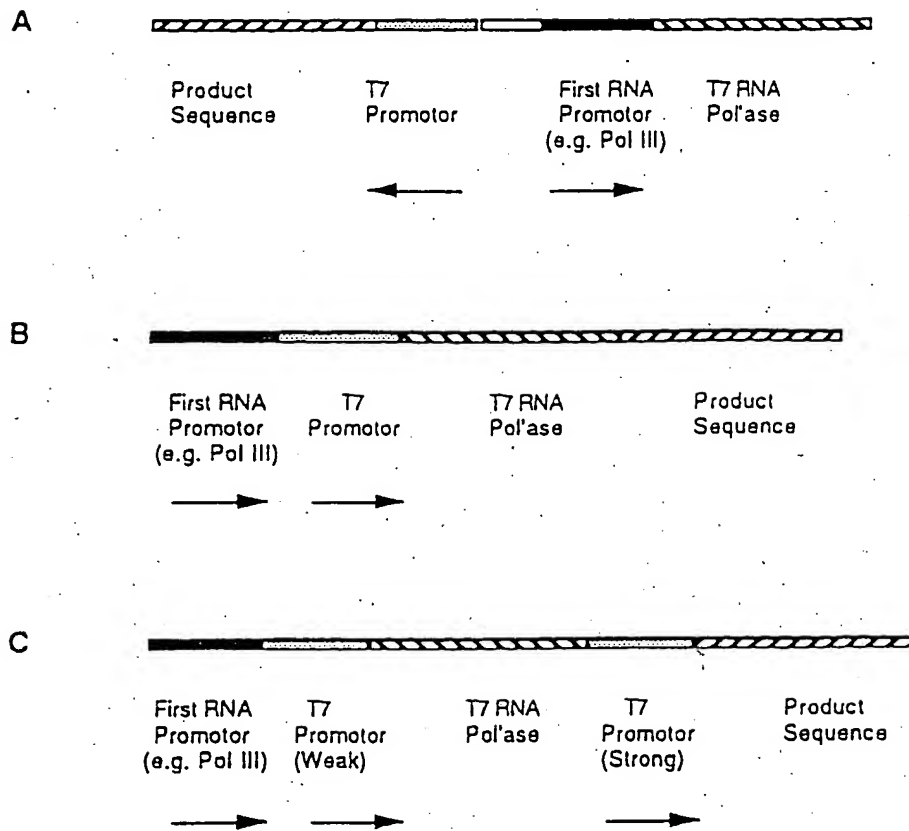 A
Product
Sequence
T7
Promotor
First RNA
Promotor
(e.g. Pol III)
T7 RNA
Pol'ase
B
First RNA
Promotor
(e.g. Pol III)
T7
Promotor
T7 RNA
Pol'ase
Product
Sequence
C
First RNA
Promotor
(e.g. Pol III)
T7
Promotor
(Weak)
T7 RNA
Pol'ase
T7
Promotor
(Strong)
Product
Sequence